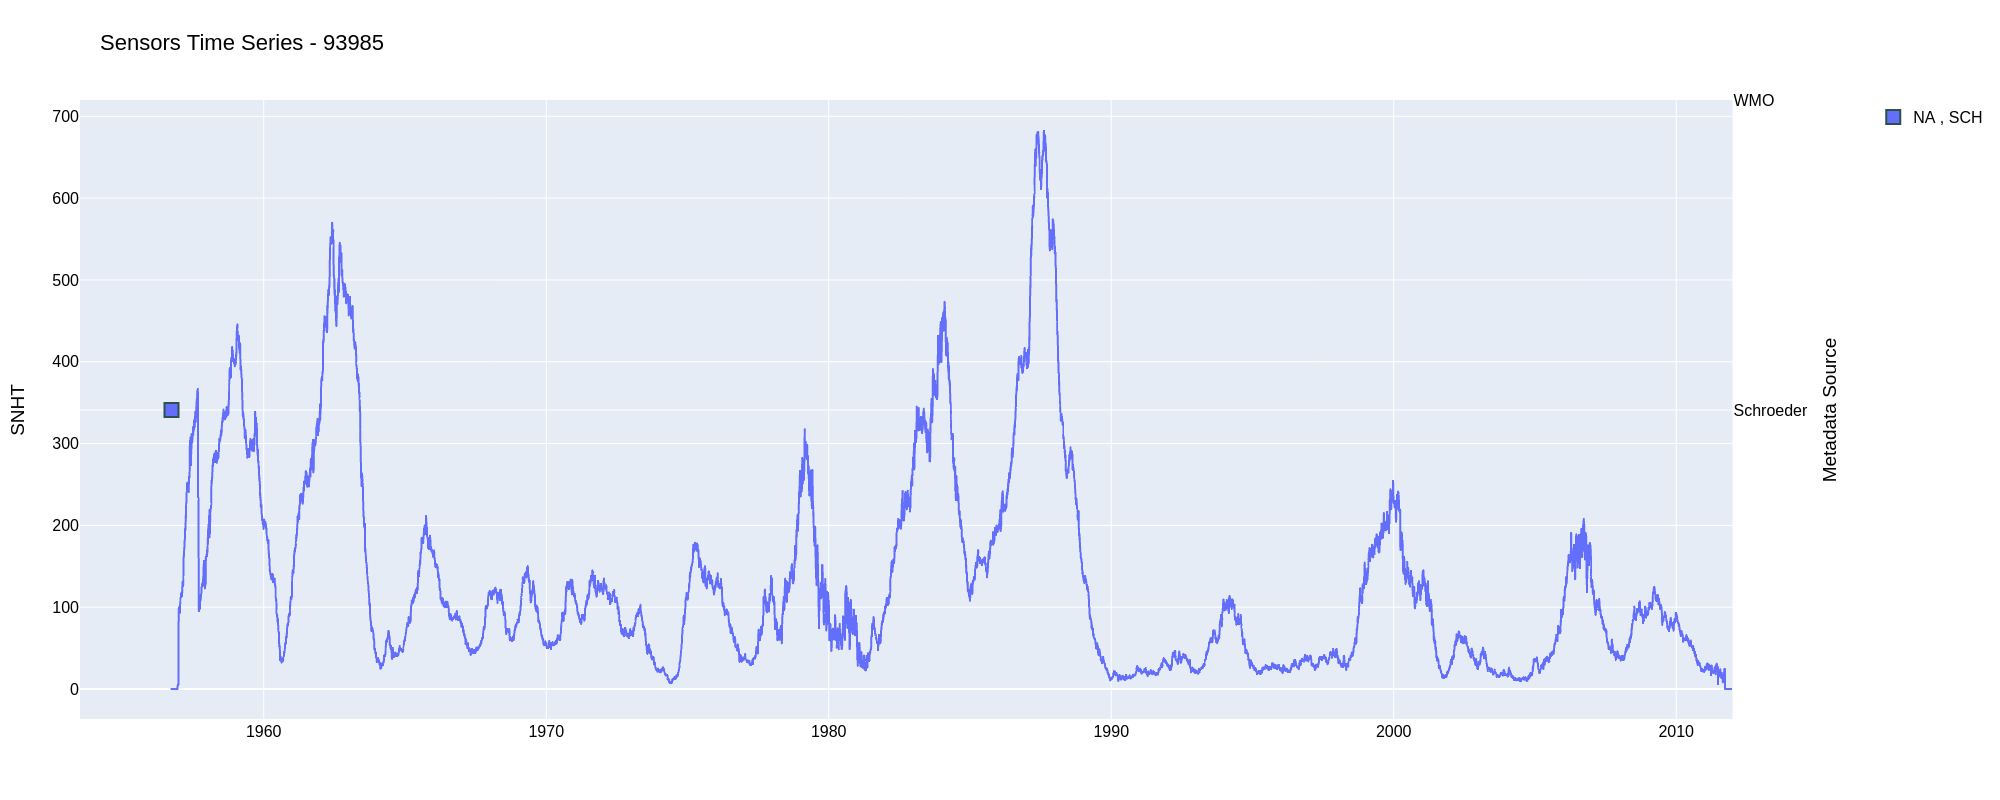 Sensors Time Series - 93985
WMO
NA , SCH
700
600
500
400
Schroeder
300
200
100
0
SNHT
Metadata Source
1960
1970
1980
1990
2000
2010